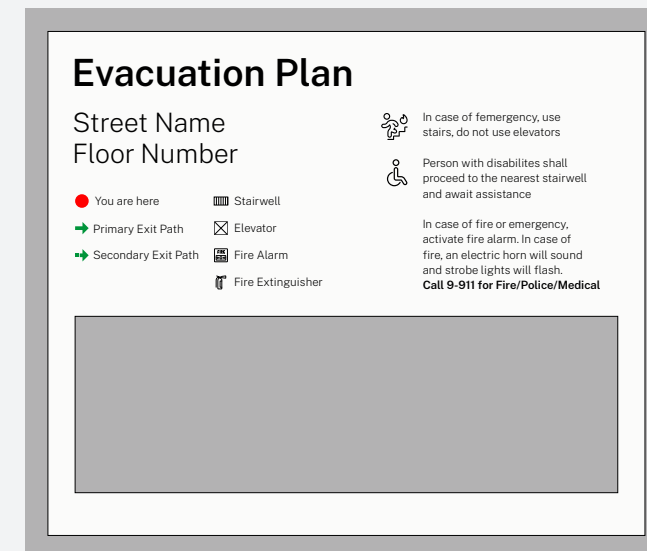 Evacuation Plan
Street Name
Floor Number
You are here
Primary Exit Path
Secondary Exit Path
Stairwell
Elevator
FIRE
Fire Alarm
Fire Extinguisher
In case of femergency, use
stairs, do not use elevators
Person with disabilites shall
proceed to the nearest stairwell
and await assistance
In case of fire or emergency,
activate fire alarm. In case of
fire, an electric horn will sound
and strobe lights will flash.
Call 9-911 for Fire/Police/Medical